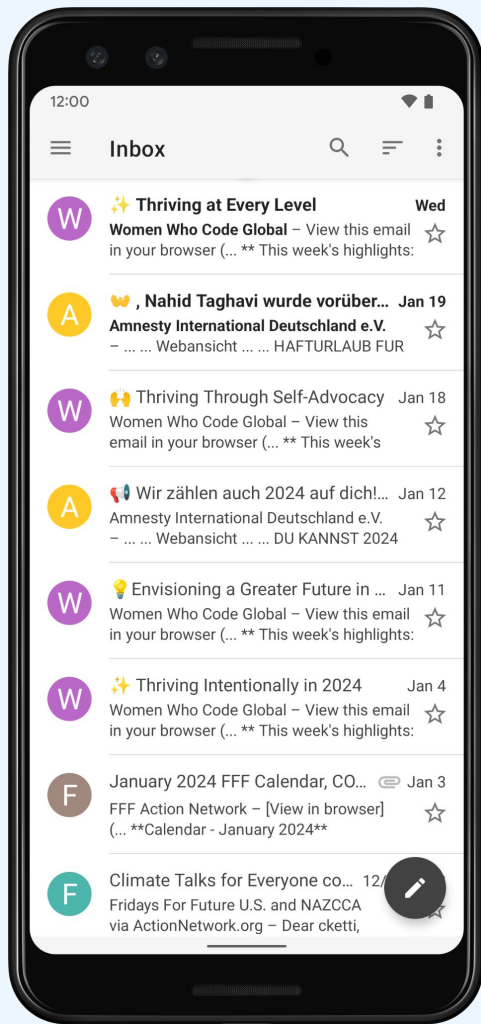 12:00
Inbox
W
✨ Thriving at Every Level Wed
Women Who Code Global – View this email
in your browser (... ** This week's highlights:
A
👐 , Nahid Taghavi wurde vorüber... Jan 19
Amnesty International Deutschland e.V.
– ... ... Webansicht ... ... HAFTURLAUB FUR
W
🙌 Thriving Through Self-Advocacy Jan 18
Women Who Code Global – View this
email in your browser (... ** This week's
A
📢 Wir zählen auch 2024 auf dich!... Jan 12
Amnesty International Deutschland e.V.
– ... ... Webansicht ... ... DU KANNST 2024
W
💡Envisioning a Greater Future in ... Jan 11
Women Who Code Global – View this email
in your browser (... ** This week's highlights:
W
✨ Thriving Intentionally in 2024 Jan 4
Women Who Code Global – View this email
in your browser (... ** This week's highlights:
F
January 2024 FFF Calendar, CO... Jan 3
FFF Action Network – [View in browser]
(... **Calendar - January 2024**
F
Climate Talks for Everyone co... 12/
Fridays For Future U.S. and NAZCCA
via ActionNetwork.org – Dear cketti,